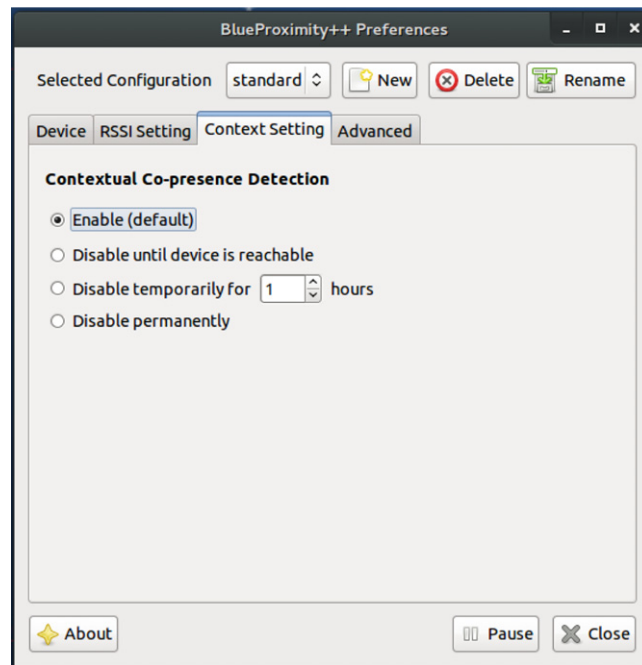 BlueProximity++ Preferences
Selected Configuration standard New Delete Rename
Device RSSI Setting Context Setting Advanced
Contextual Co-presence Detection
Enable (default)
Disable until device is reachable
Disable temporarily for 1 hours
Disable permanently
About Pause Close